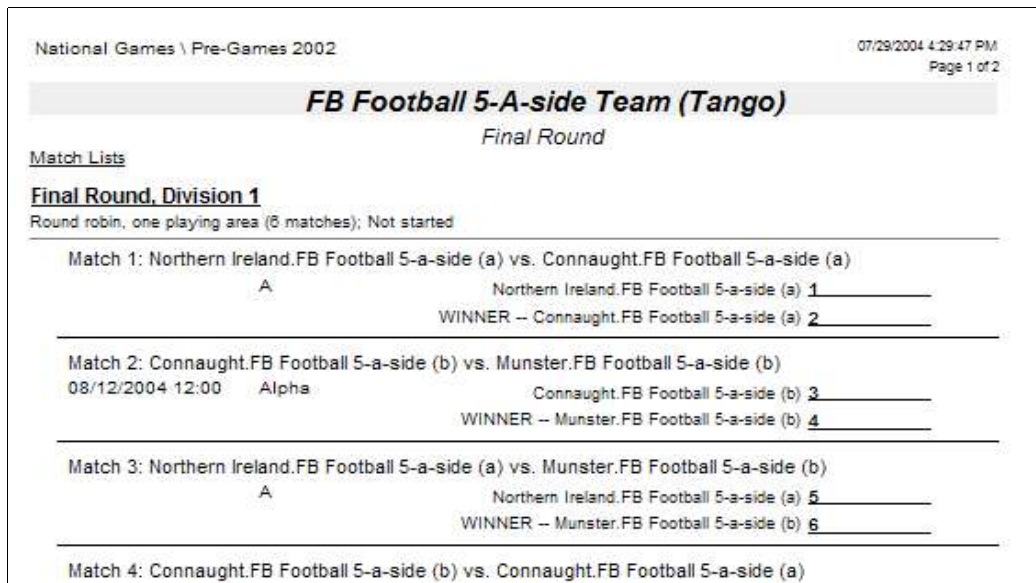 National Games \ Pre-Games 2002
07/29/2004 4:29:47 PM
Page 1 of 2
FB Football 5-A-side Team (Tango)
Final Round
Match Lists
Final Round, Division 1
Round robin, one playing area (6 matches); Not started
Match 1: Northern Ireland.FB Football 5-a-side (a) vs. Connaught.FB Football 5-a-side (a)
A
Northern Ireland.FB Football 5-a-side (a) 1
WINNER -- Connaught.FB Football 5-a-side (a) 2
Match 2: Connaught.FB Football 5-a-side (b) vs. Munster.FB Football 5-a-side (b)
08/12/2004 12:00 Alpha
Connaught.FB Football 5-a-side (b) 3
WINNER -- Munster.FB Football 5-a-side (b) 4
Match 3: Northern Ireland.FB Football 5-a-side (a) vs. Munster.FB Football 5-a-side (b)
A
Northern Ireland.FB Football 5-a-side (a) 5
WINNER -- Munster.FB Football 5-a-side (b) 6
Match 4: Connaught.FB Football 5-a-side (b) vs. Connaught.FB Football 5-a-side (a)